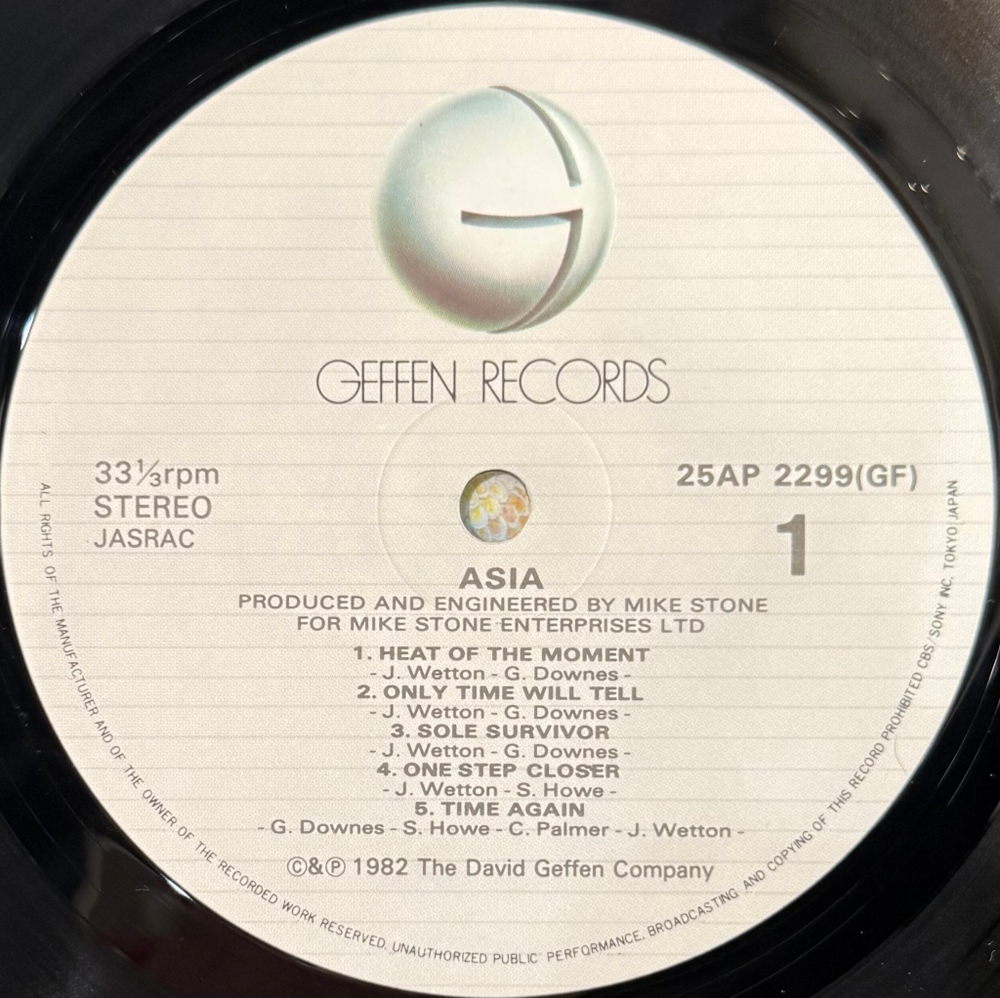 GEFFEN RECORDS
33⅓rpm
STEREO
JASRAC
25AP 2299(GF)
1
ASIA
PRODUCED AND ENGINEERED BY MIKE STONE
FOR MIKE STONE ENTERPRISES LTD
1. HEAT OF THE MOMENT
- J. Wetton - G. Downes -
2. ONLY TIME WILL TELL
- J. Wetton - G. Downes -
3. SOLE SURVIVOR
- J. Wetton - G. Downes -
4. ONE STEP CLOSER
- J. Wetton - S. Howe -
5. TIME AGAIN
- G. Downes - S. Howe - C. Palmer - J. Wetton -
©&℗ 1982 The David Geffen Company
ALL RIGHTS OF THE MANUFACTURER AND OF THE OWNER OF THE RECORDED WORK RESERVED. UNAUTHORIZED PUBLIC PERFORMANCE, BROADCASTING AND COPYING OF THIS RECORD PROHIBITED CBS/SONY INC. TOKYO JAPAN